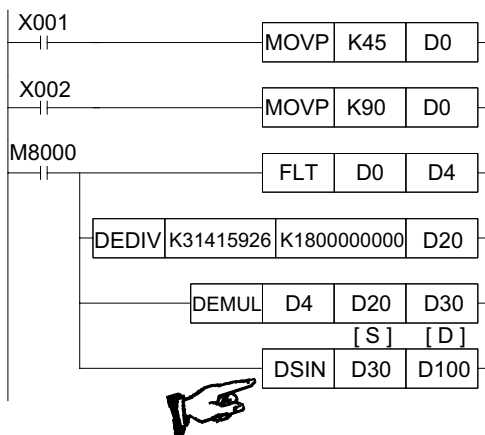 X001
MOVP K45 D0
X002
MOVP K90 D0
M8000
FLT D0 D4
DEDIV K31415926 K1800000000 D20
DEMUL D4 D20 D30
[ S ] [ D ]
DSIN D30 D100